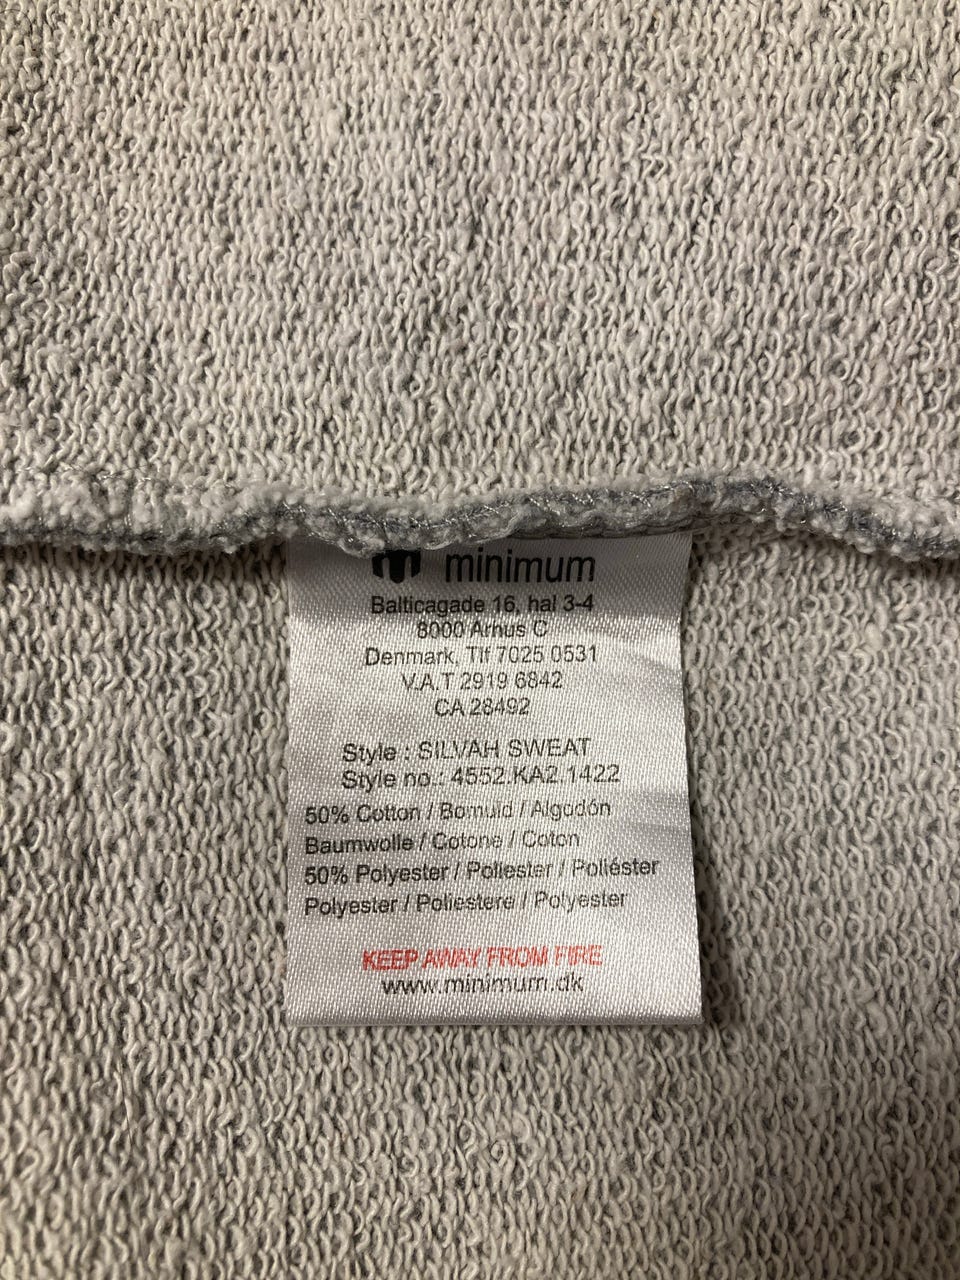 minimum
Balticagade 16, hal 3-4
8000 Arhus C
Denmark, Tlf 7025 0531
V.A.T 2919 6842
CA 28492
Style : SILVAH SWEAT
Style no.: 4552.KA2.1422
50% Cotton / Bomuld / Algodón
Baumwolle / Cotone / Coton
50% Polyester / Poliester / Poliéster
Polyester / Poliestere / Polyester
KEEP AWAY FROM FIRE
www.minimum.dk